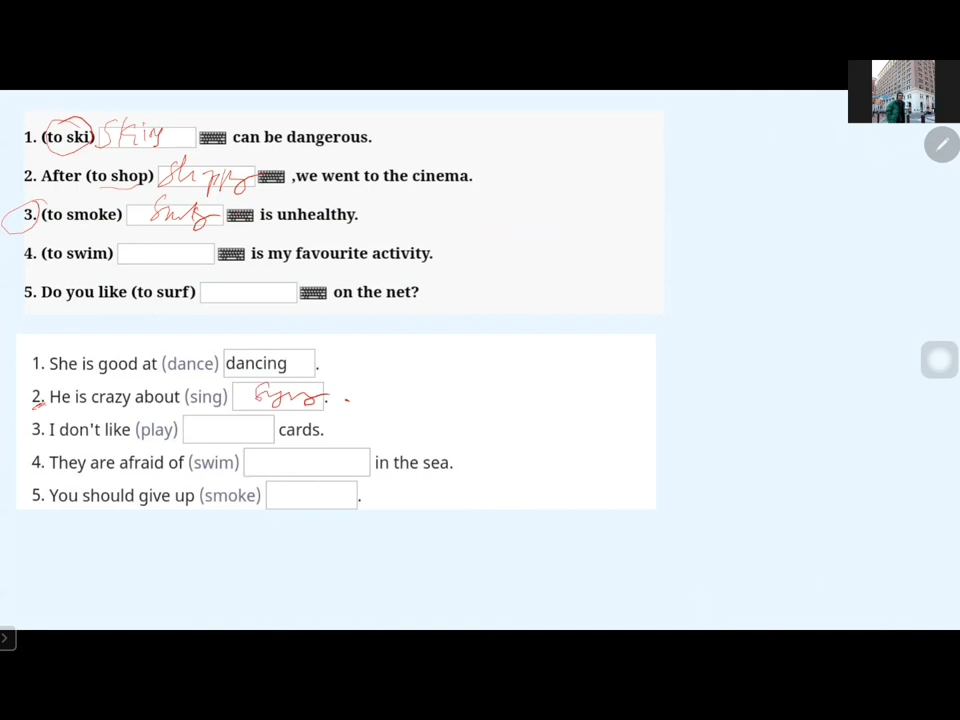 1. (to ski) Skiing can be dangerous.
2. After (to shop) ,we went to the cinema.
3. (to smoke) is unhealthy.
4. (to swim) is my favourite activity.
5. Do you like (to surf) on the net?
1. She is good at (dance) dancing .
2. He is crazy about (sing) .
3. I don't like (play) cards.
4. They are afraid of (swim) in the sea.
5. You should give up (smoke) .